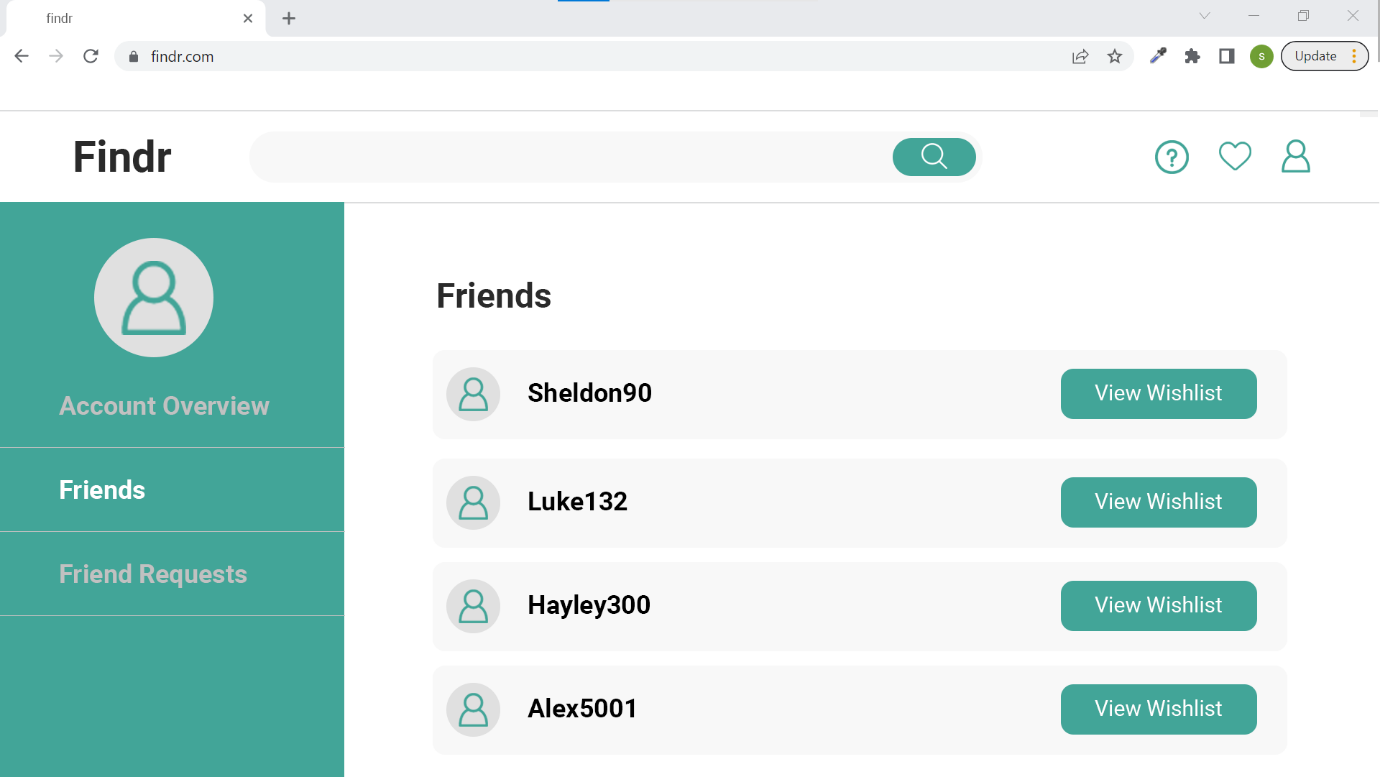 findr
findr.com
s
Update
Findr
?
Account Overview
Friends
Friend Requests
Friends
Sheldon90
View Wishlist
Luke132
View Wishlist
Hayley300
View Wishlist
Alex5001
View Wishlist